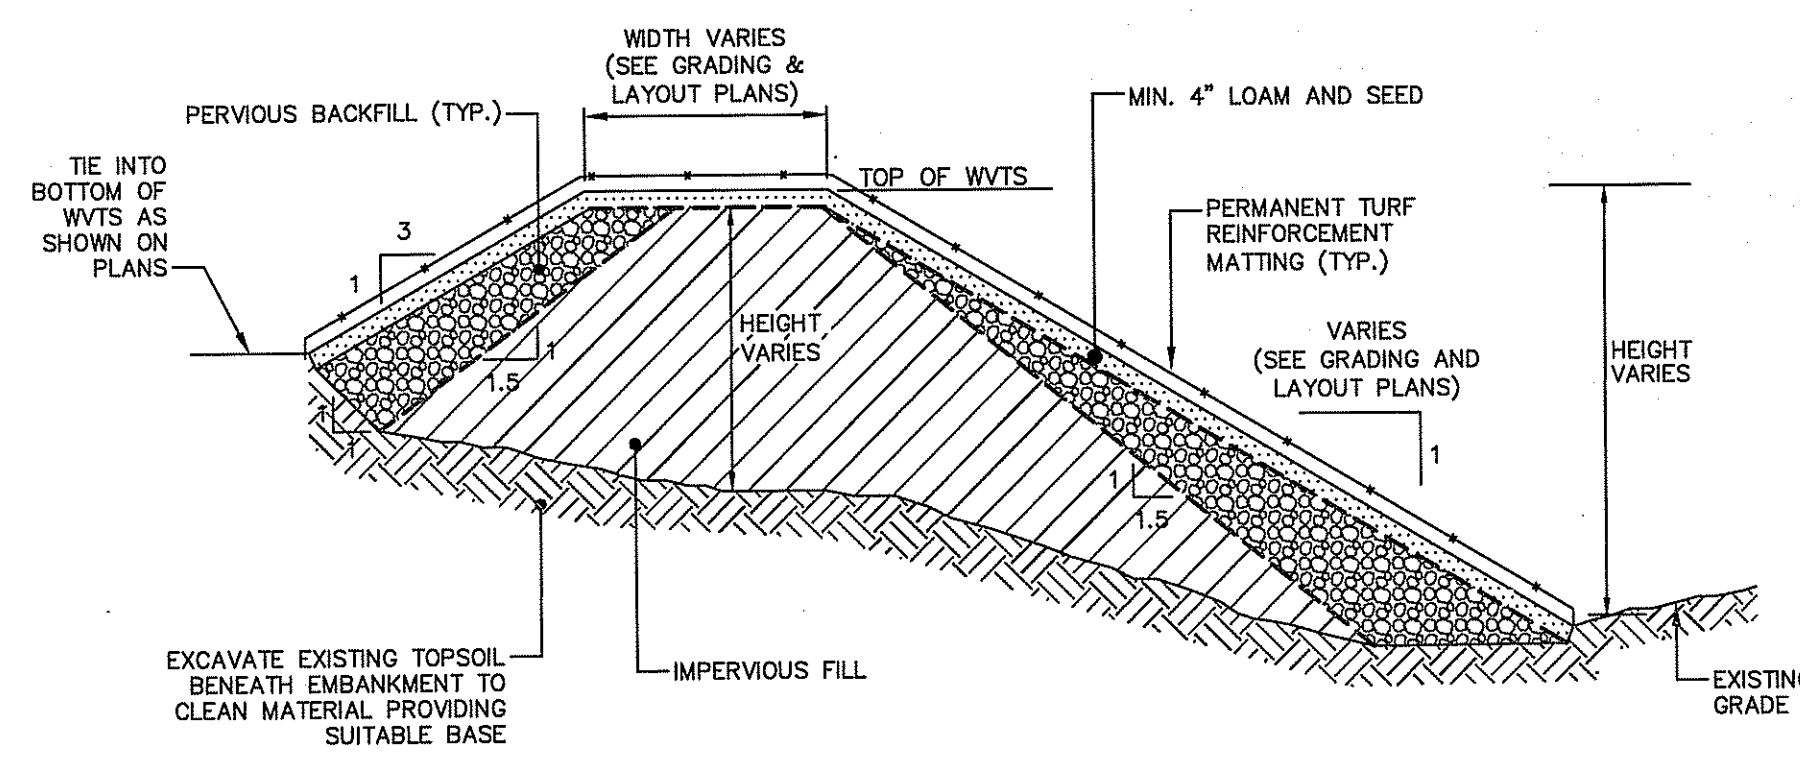 WIDTH VARIES
(SEE GRADING &
LAYOUT PLANS)
PERVIOUS BACKFILL (TYP.)
MIN. 4" LOAM AND SEED
TIE INTO
BOTTOM OF
WVTS AS
SHOWN ON
PLANS
TOP OF WVTS
3
1
PERMANENT TURF
REINFORCEMENT
MATTING (TYP.)
HEIGHT
VARIES
VARIES
(SEE GRADING AND
LAYOUT PLANS)
1
HEIGHT
VARIES
1
1.5
1
1
1
1.5
EXCAVATE EXISTING TOPSOIL
BENEATH EMBANKMENT TO
CLEAN MATERIAL PROVIDING
SUITABLE BASE
IMPERVIOUS FILL
EXISTING
GRADE